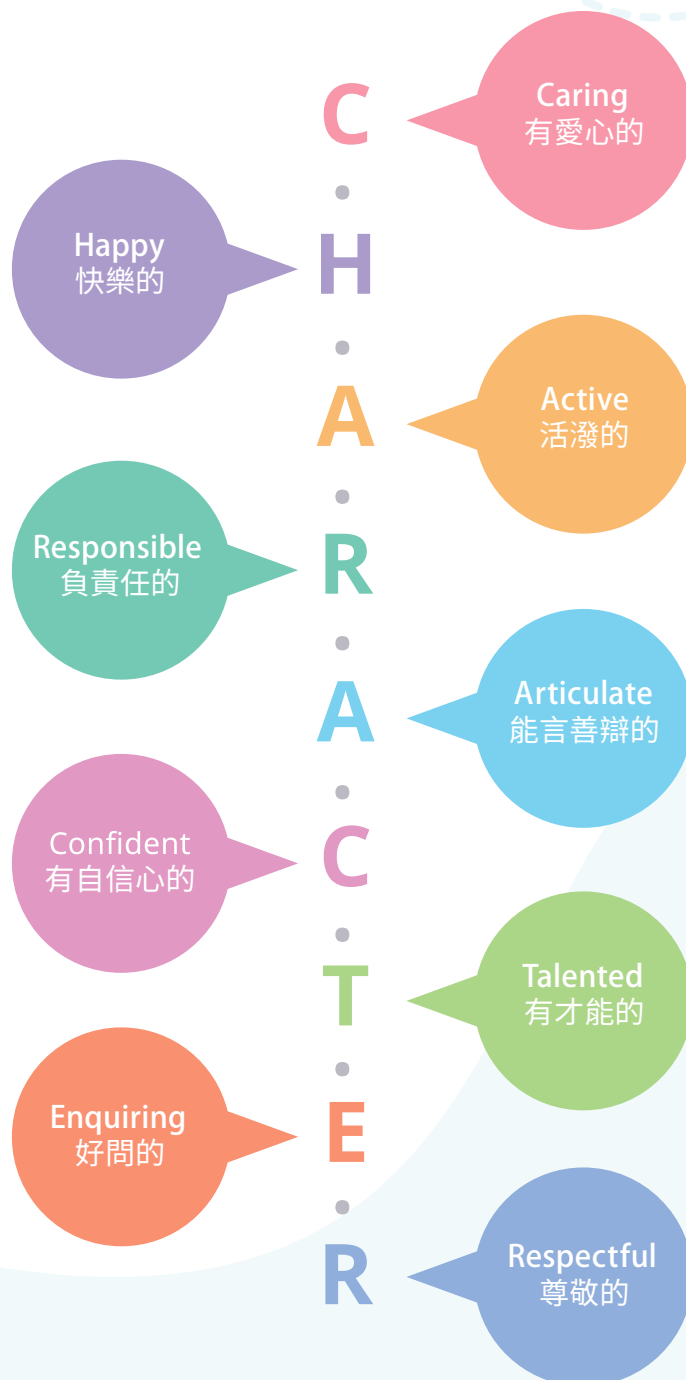 C
Caring
有愛心的
H
Happy
快樂的
A
Active
活潑的
R
Responsible
負責任的
A
Articulate
能言善辯的
C
Confident
有自信心的
T
Talented
有才能的
E
Enquiring
好問的
R
Respectful
尊敬的